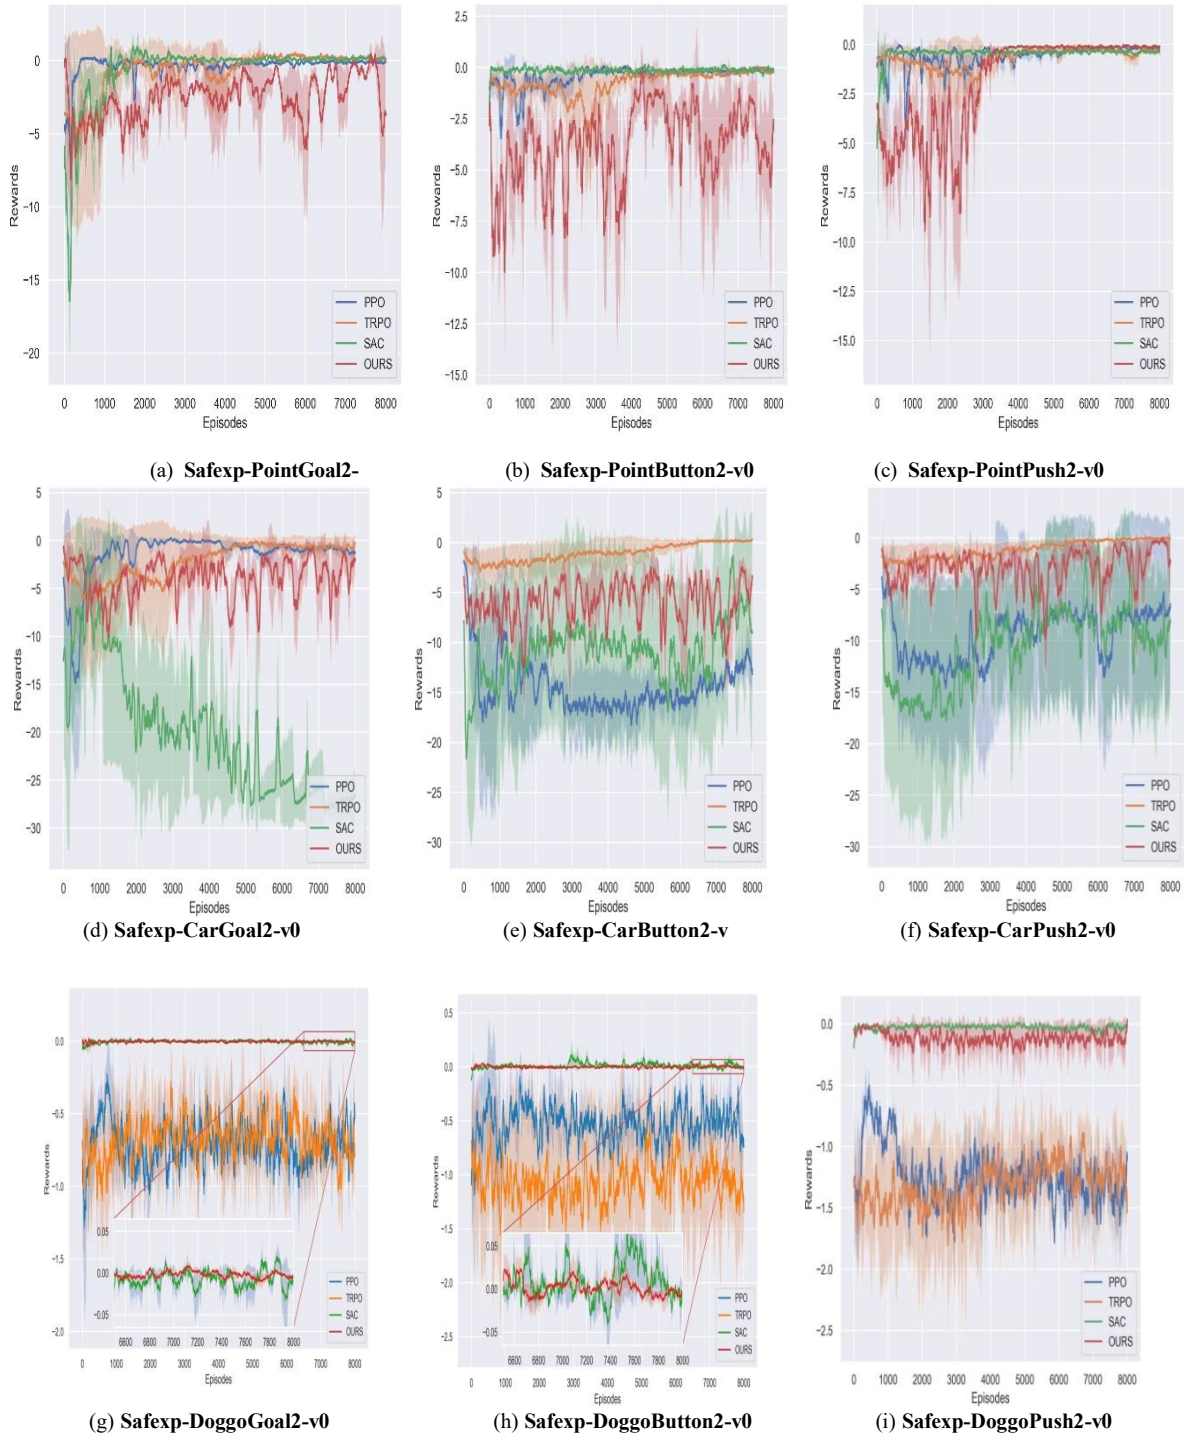 0
−5
−10
−15
−20
Rewards
0 1000 2000 3000 4000 5000 6000 7000 8000
Episodes
PPO
TRPO
SAC
OURS
(a) Safexp-PointGoal2-
2.5
0.0
−2.5
−5.0
−7.5
−10.0
−12.5
−15.0
Rewards
0 1000 2000 3000 4000 5000 6000 7000 8000
Episodes
PPO
TRPO
SAC
OURS
(b) Safexp-PointButton2-v0
0.0
−2.5
−5.0
−7.5
−10.0
−12.5
−15.0
Rewards
0 1000 2000 3000 4000 5000 6000 7000 8000
Episodes
PPO
TRPO
SAC
OURS
(c) Safexp-PointPush2-v0
5
0
−5
−10
−15
−20
−25
−30
Rewards
0 1000 2000 3000 4000 5000 6000 7000 8000
Episodes
PPO
TRPO
SAC
OURS
(d) Safexp-CarGoal2-v0
5
0
−5
−10
−15
−20
−25
−30
Rewards
0 1000 2000 3000 4000 5000 6000 7000 8000
Episodes
PPO
TRPO
SAC
OURS
(e) Safexp-CarButton2-v
0
−5
−10
−15
−20
−25
−30
Rewards
0 1000 2000 3000 4000 5000 6000 7000 8000
Episodes
PPO
TRPO
SAC
OURS
(f) Safexp-CarPush2-v0
0.0
−0.5
−1.0
−1.5
−2.0
Rewards
0.05
0.00
−0.05
6600 6800 7000 7200 7400 7600 7800 8000
PPO
TRPO
SAC
OURS
0 1000 2000 3000 4000 5000 6000 7000 8000
Episodes
(g) Safexp-DoggoGoal2-v0
0.5
0.0
−0.5
−1.0
−1.5
−2.0
−2.5
Rewards
0.05
0.00
−0.05
6600 6800 7000 7200 7400 7600 7800 8000
PPO
TRPO
SAC
OURS
0 1000 2000 3000 4000 5000 6000 7000 8000
Episodes
(h) Safexp-DoggoButton2-v0
0.0
−0.5
−1.0
−1.5
−2.0
−2.5
Rewards
0 1000 2000 3000 4000 5000 6000 7000 8000
Episodes
PPO
TRPO
SAC
OURS
(i) Safexp-DoggoPush2-v0